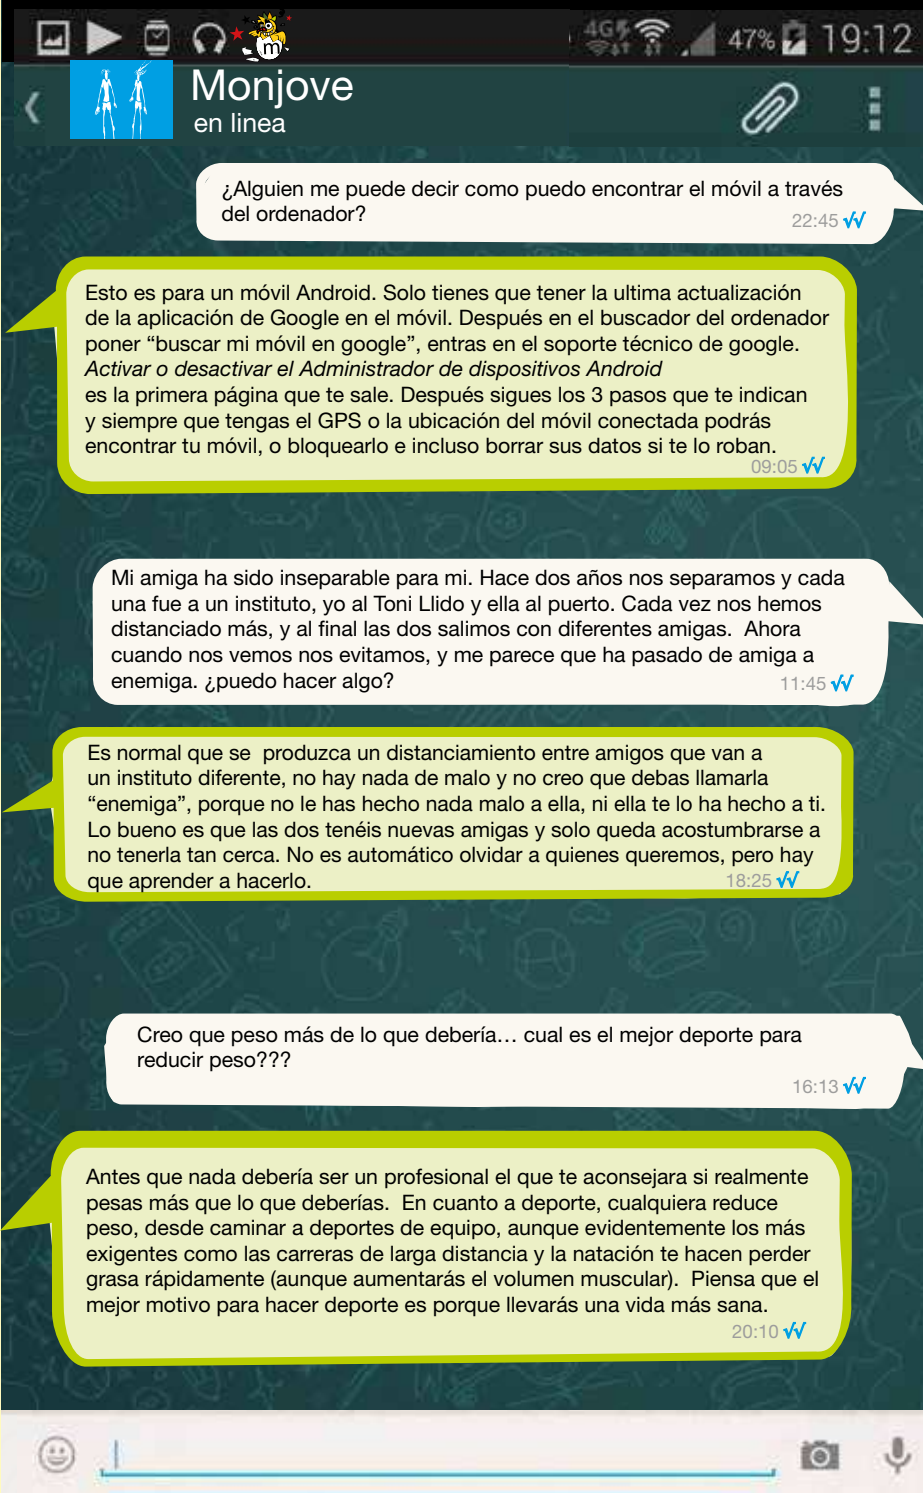 m
4G 47% 19:12
Monjove
en linea
¿Alguien me puede decir como puedo encontrar el móvil a través
del ordenador?
22:45
Esto es para un móvil Android. Solo tienes que tener la ultima actualización
de la aplicación de Google en el móvil. Después en el buscador del ordenador
poner “buscar mi móvil en google”, entras en el soporte técnico de google.
Activar o desactivar el Administrador de dispositivos Android
es la primera página que te sale. Después sigues los 3 pasos que te indican
y siempre que tengas el GPS o la ubicación del móvil conectada podrás
encontrar tu móvil, o bloquearlo e incluso borrar sus datos si te lo roban.
09:05
Mi amiga ha sido inseparable para mi. Hace dos años nos separamos y cada
una fue a un instituto, yo al Toni Llido y ella al puerto. Cada vez nos hemos
distanciado más, y al final las dos salimos con diferentes amigas.  Ahora
cuando nos vemos nos evitamos, y me parece que ha pasado de amiga a
enemiga. ¿puedo hacer algo?
11:45
Es normal que se  produzca un distanciamiento entre amigos que van a
un instituto diferente, no hay nada de malo y no creo que debas llamarla
“enemiga”, porque no le has hecho nada malo a ella, ni ella te lo ha hecho a ti.
Lo bueno es que las dos tenéis nuevas amigas y solo queda acostumbrarse a
no tenerla tan cerca. No es automático olvidar a quienes queremos, pero hay
que aprender a hacerlo.
18:25
Creo que peso más de lo que debería… cual es el mejor deporte para
reducir peso???
16:13
Antes que nada debería ser un profesional el que te aconsejara si realmente
pesas más que lo que deberías.  En cuanto a deporte, cualquiera reduce
peso, desde caminar a deportes de equipo, aunque evidentemente los más
exigentes como las carreras de larga distancia y la natación te hacen perder
grasa rápidamente (aunque aumentarás el volumen muscular).  Piensa que el
mejor motivo para hacer deporte es porque llevarás una vida más sana.
20:10